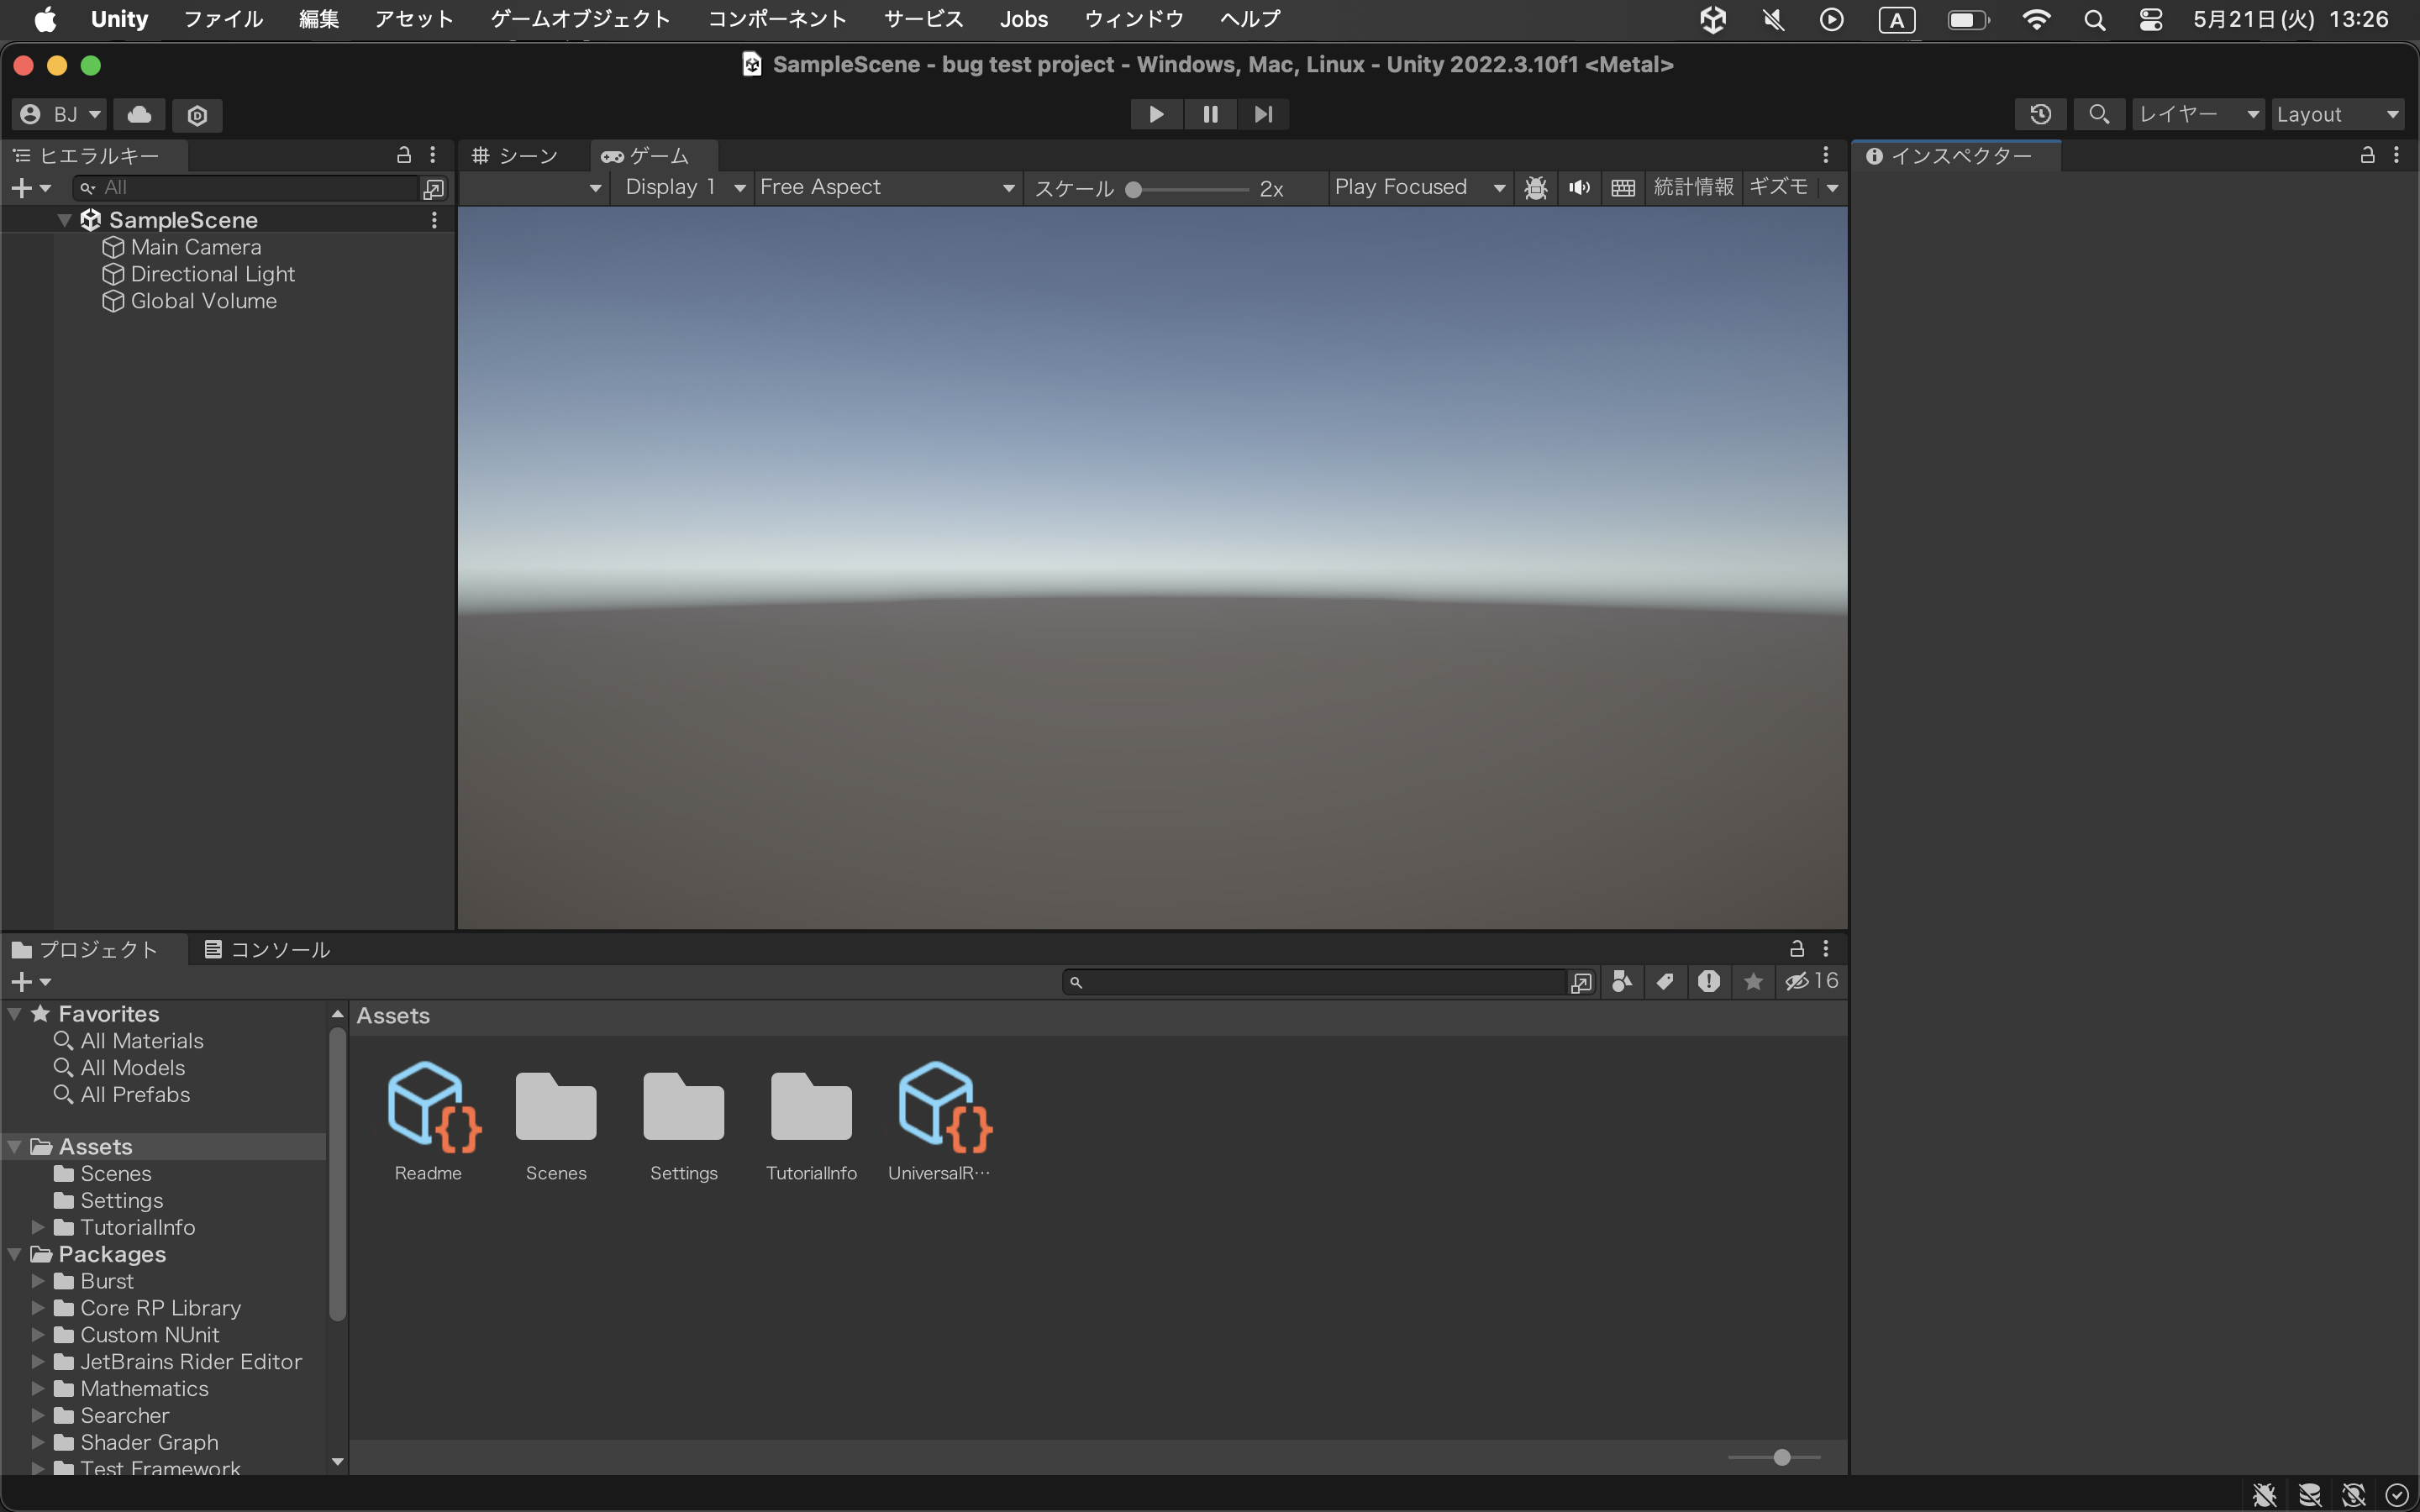 Unity ファイル 編集 アセット ゲームオブジェクト コンポーネント サービス Jobs ウィンドウ ヘルプ A 5月21日(火) 13:26
SampleScene - bug test project - Windows, Mac, Linux - Unity 2022.3.10f1 <Metal>
BJ レイヤー Layout
ヒエラルキー
All
SampleScene
Main Camera
Directional Light
Global Volume
シーン ゲーム
Display 1 Free Aspect スケール 2x Play Focused 統計情報 ギズモ
インスペクター
プロジェクト コンソール
16
Favorites
All Materials
All Models
All Prefabs
Assets
Scenes
Settings
TutorialInfo
Packages
Burst
Core RP Library
Custom NUnit
JetBrains Rider Editor
Mathematics
Searcher
Shader Graph
Test Framework
Assets
Readme Scenes Settings TutorialInfo UniversalR...